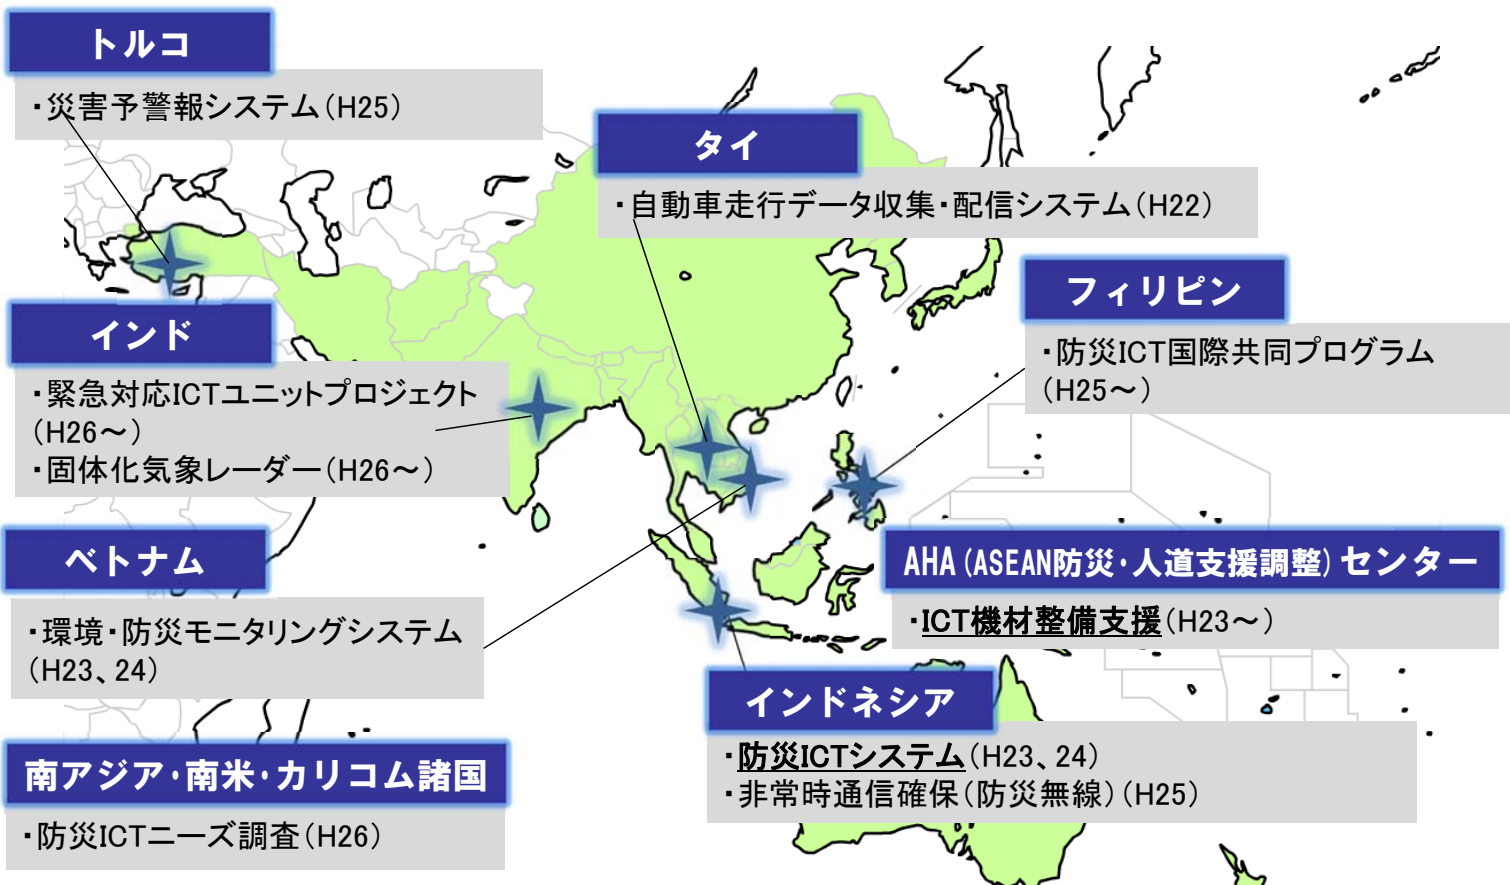 トルコ
・災害予警報システム(H25)
タイ
・自動車走行データ収集・配信システム(H22)
フィリピン
・防災ICT国際共同プログラム
(H25～)
インド
・緊急対応ICTユニットプロジェクト
(H26～)
・固体化気象レーダー(H26～)
ベトナム
・環境・防災モニタリングシステム
(H23、24)
AHA(ASEAN防災・人道支援調整)センター
・ICT機材整備支援(H23～)
インドネシア
・防災ICTシステム(H23、24)
・非常時通信確保(防災無線)(H25)
南アジア・南米・カリコム諸国
・防災ICTニーズ調査(H26)